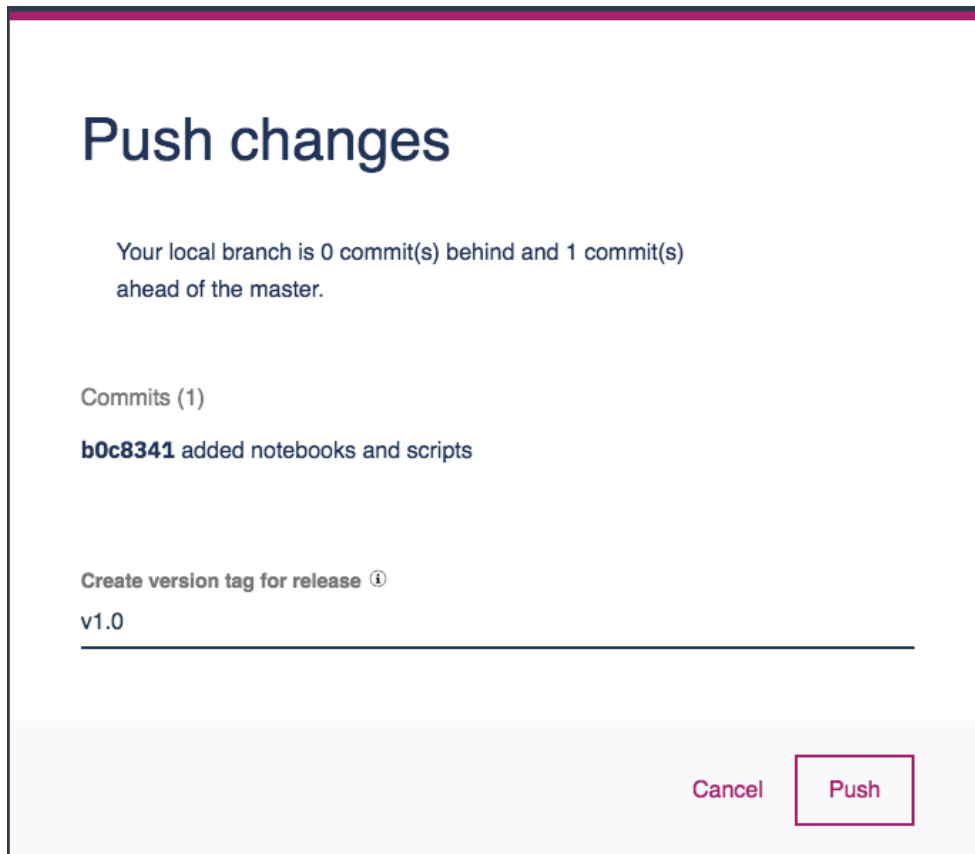 Push changes
Your local branch is 0 commit(s) behind and 1 commit(s)
ahead of the master.
Commits (1)
b0c8341 added notebooks and scripts
Create version tag for release
v1.0
Cancel Push